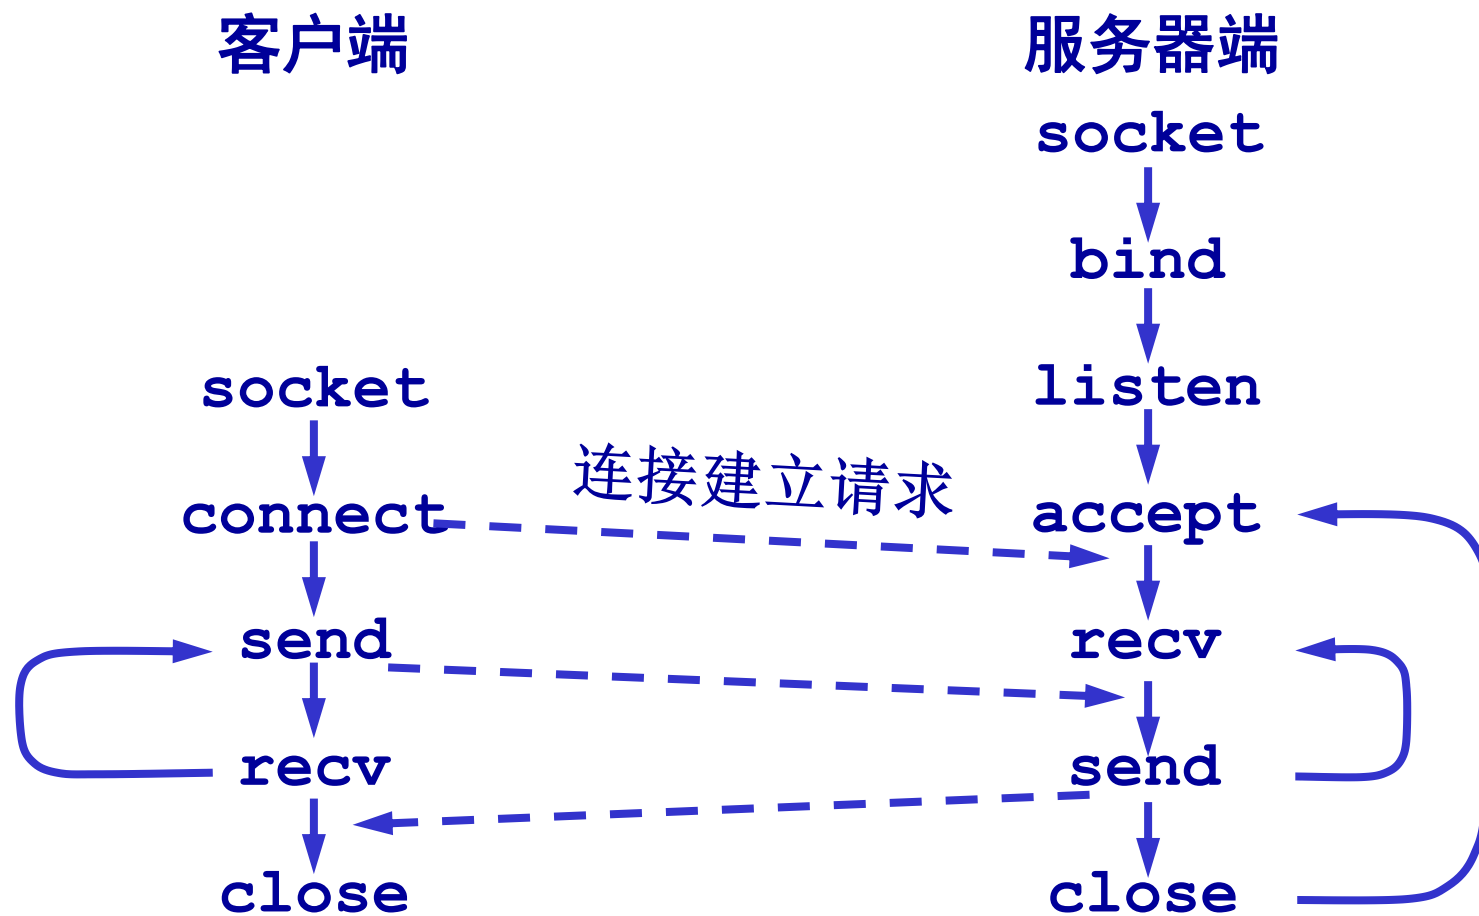 客户端
服务器端
socket
bind
socket
listen
连接建立请求
connect
accept
send
recv
recv
send
close
close